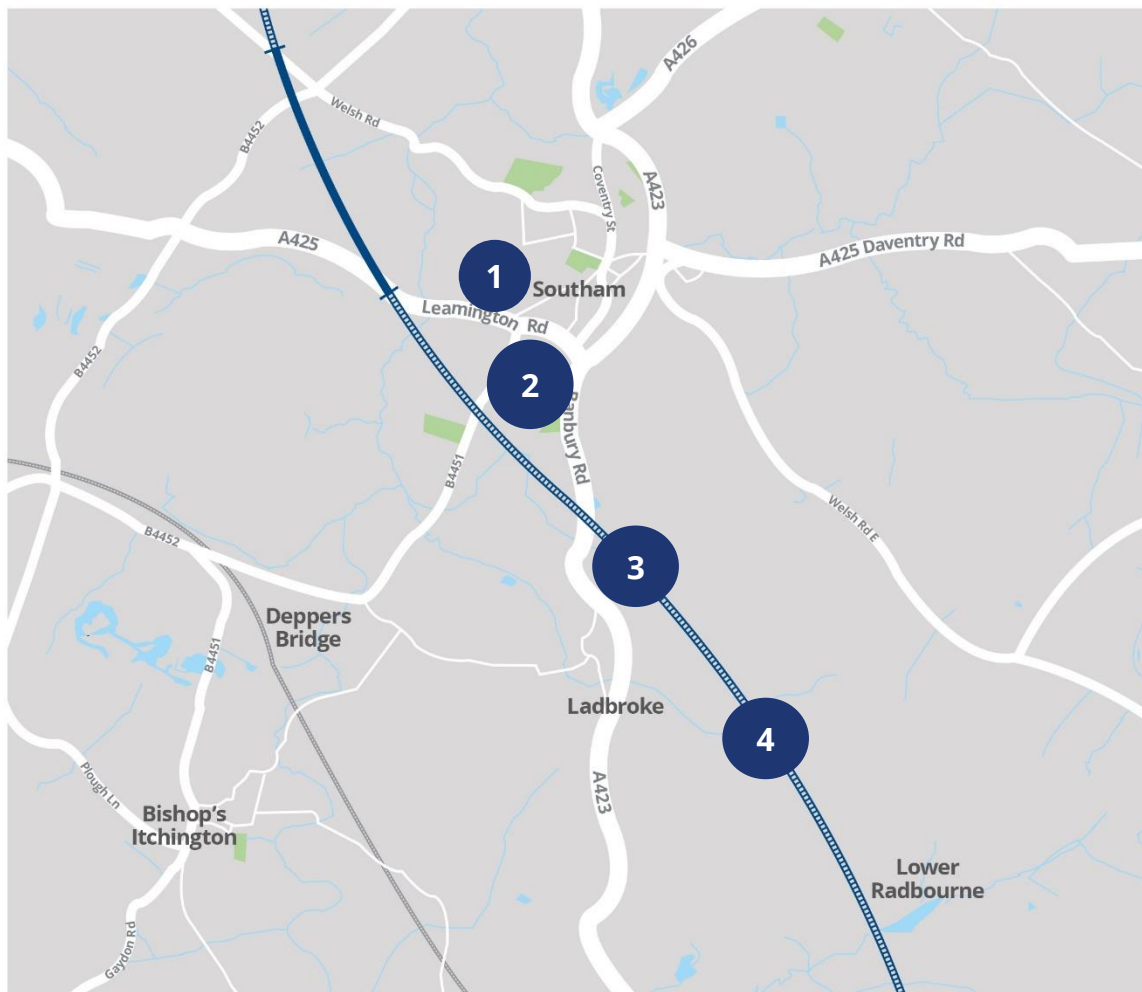 A426
Welsh Rd
B4452
Coventry St
A423
A425
A425 Daventry Rd
1
Southam
Leamington Rd
2
Banbury Rd
B4452
B4451
Welsh Rd E
B4452
3
Deppers
Bridge
B4451
Ladbroke
4
Plough Ln
A423
Bishop's
Itchington
Lower
Radbourne
Gaydon Rd